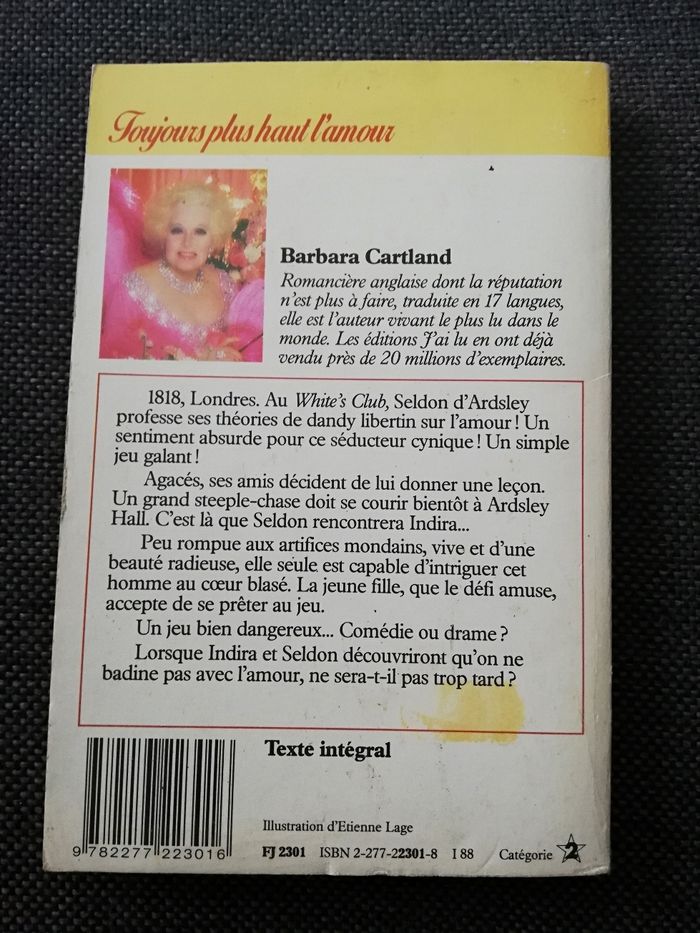 Toujours plus haut l'amour
Barbara Cartland
Romancière anglaise dont la réputation
n'est plus à faire, traduite en 17 langues,
elle est l'auteur vivant le plus lu dans le
monde. Les éditions J'ai lu en ont déjà
vendu près de 20 millions d'exemplaires.
1818, Londres. Au White's Club, Seldon d'Ardsley
professe ses théories de dandy libertin sur l'amour ! Un
sentiment absurde pour ce séducteur cynique ! Un simple
jeu galant !
Agacés, ses amis décident de lui donner une leçon.
Un grand steeple-chase doit se courir bientôt à Ardsley
Hall. C'est là que Seldon rencontrera Indira...
Peu rompue aux artifices mondains, vive et d'une
beauté radieuse, elle seule est capable d'intriguer cet
homme au cœur blasé. La jeune fille, que le défi amuse,
accepte de se prêter au jeu.
Un jeu bien dangereux... Comédie ou drame ?
Lorsque Indira et Seldon découvriront qu'on ne
badine pas avec l'amour, ne sera-t-il pas trop tard ?
Texte intégral
Illustration d'Etienne Lage
9 782277 223016
FJ 2301 ISBN 2-277-22301-8 I 88 Catégorie 2